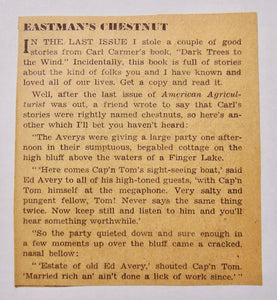 EASTMAN'S CHESTNUT
IN THE LAST ISSUE I stole a couple of good
stories from Carl Carmer's book, "Dark Trees to
the Wind." Incidentally, this book is full of stories
about the kind of folks you and I have known and
loved all of our lives. Get a copy and read it.
Well, after the last issue of American Agricul-
turist was out, a friend wrote to say that Carl's
stories were rightly named chestnuts, so here's an-
other which I'll bet you haven't heard:
"The Averys were giving a large party one after-
noon in their sumptuous, begabled cottage on
the high bluff above the waters of a Finger Lake.
"'Here comes Cap'n Tom's sight-seeing boat,' said
Ed Avery to all of his high-toned guests, 'with Cap'n
Tom himself at the megaphone. Very salty and
pungent fellow, Tom! Never says the same thing
twice. Now keep still and listen to him and you'll
hear something worthwhile.'
"So the party quieted down and sure enough in
a few moments up over the bluff came a cracked,
nasal bellow:
"'Estate of old Ed Avery,' shouted Cap'n Tom.
'Married rich an' ain't done a lick of work since.'"